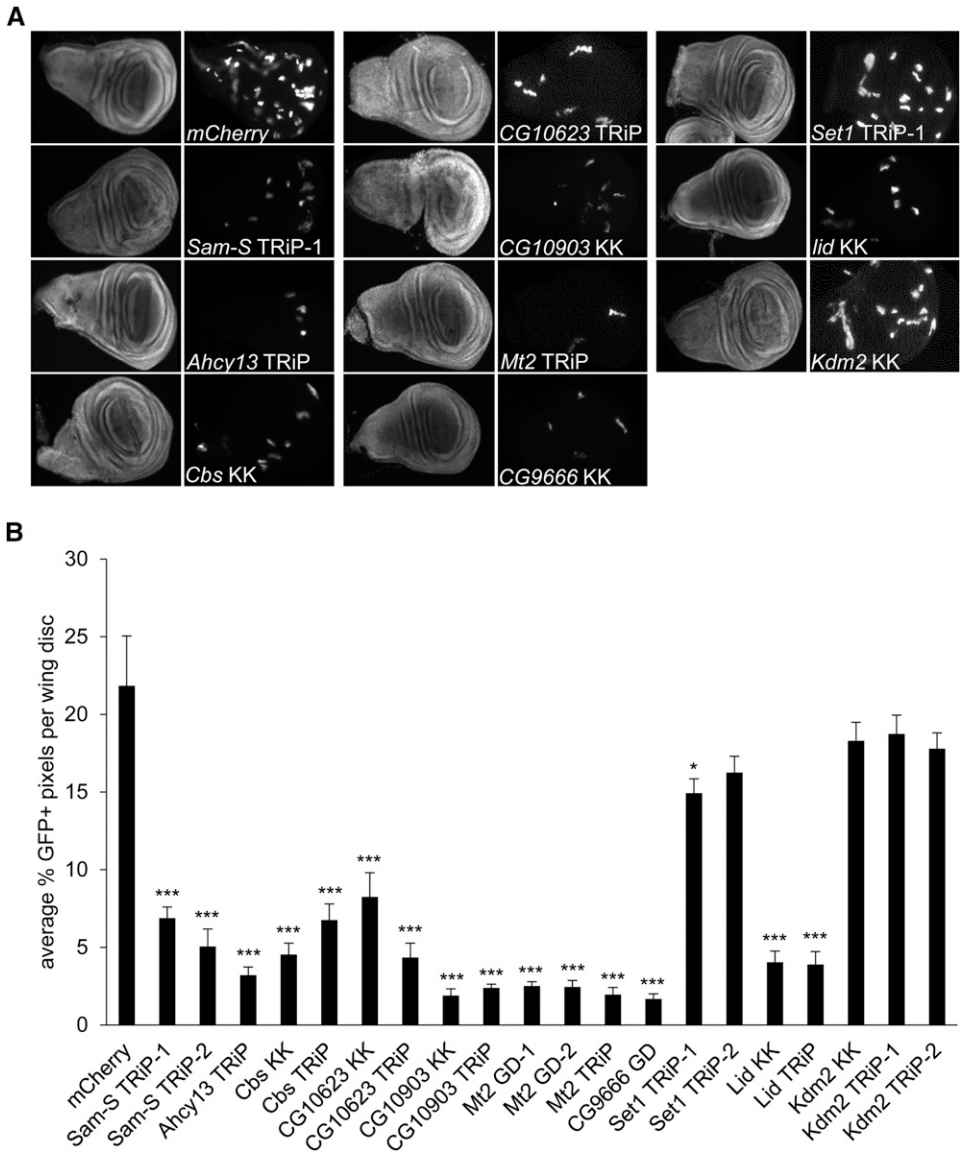 A
mCherry
CG10623 TRiP
Set1 TRiP-1
Sam-S TRiP-1
CG10903 KK
lid KK
Ahcy13 TRiP
Mt2 TRiP
Kdm2 KK
Cbs KK
CG9666 KK
B
average % GFP+ pixels per wing disc
30
25
20
15
10
5
0
***
***
***
***
***
***
***
***
***
***
***
***
***
*
***
***
mCherry
Sam-S TRiP-1
Sam-S TRiP-2
Ahcy13 TRiP
Cbs KK
Cbs TRiP
CG10623 KK
CG10623 TRiP
CG10903 KK
CG10903 TRiP
Mt2 GD-1
Mt2 GD-2
Mt2 TRiP
CG9666 GD
Set1 TRiP-1
Set1 TRiP-2
Lid KK
Lid TRiP
Kdm2 KK
Kdm2 TRiP-1
Kdm2 TRiP-2